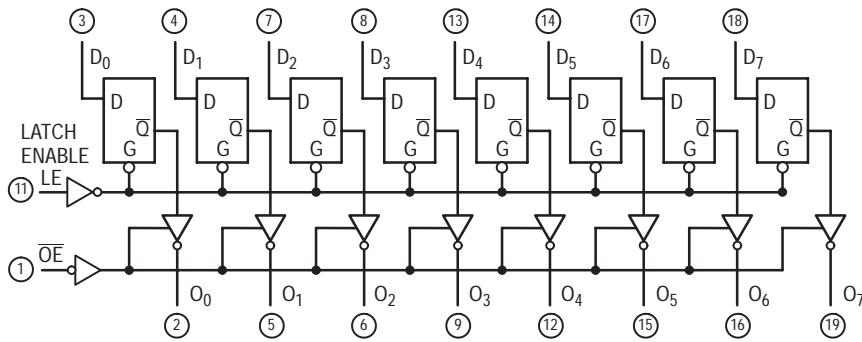 3 4 7 8 13 14 17 18
D0 D1 D2 D3 D4 D5 D6 D7
D D D D D D D D
Q̅ Q̅ Q̅ Q̅ Q̅ Q̅ Q̅ Q̅
G G G G G G G G
LATCH
ENABLE
LE
11
O̅E̅
1
O0 O1 O2 O3 O4 O5 O6 O7
2 5 6 9 12 15 16 19